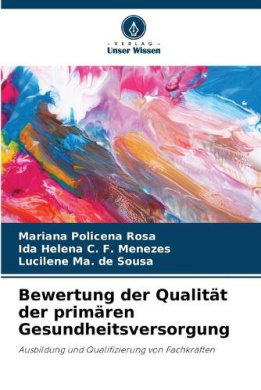 VERLAG
Unser Wissen
Mariana Policena Rosa
Ida Helena C. F. Menezes
Lucilene Ma. de Sousa
Bewertung der Qualität
der primären
Gesundheitsversorgung
Ausbildung und Qualifizierung von Fachkräften